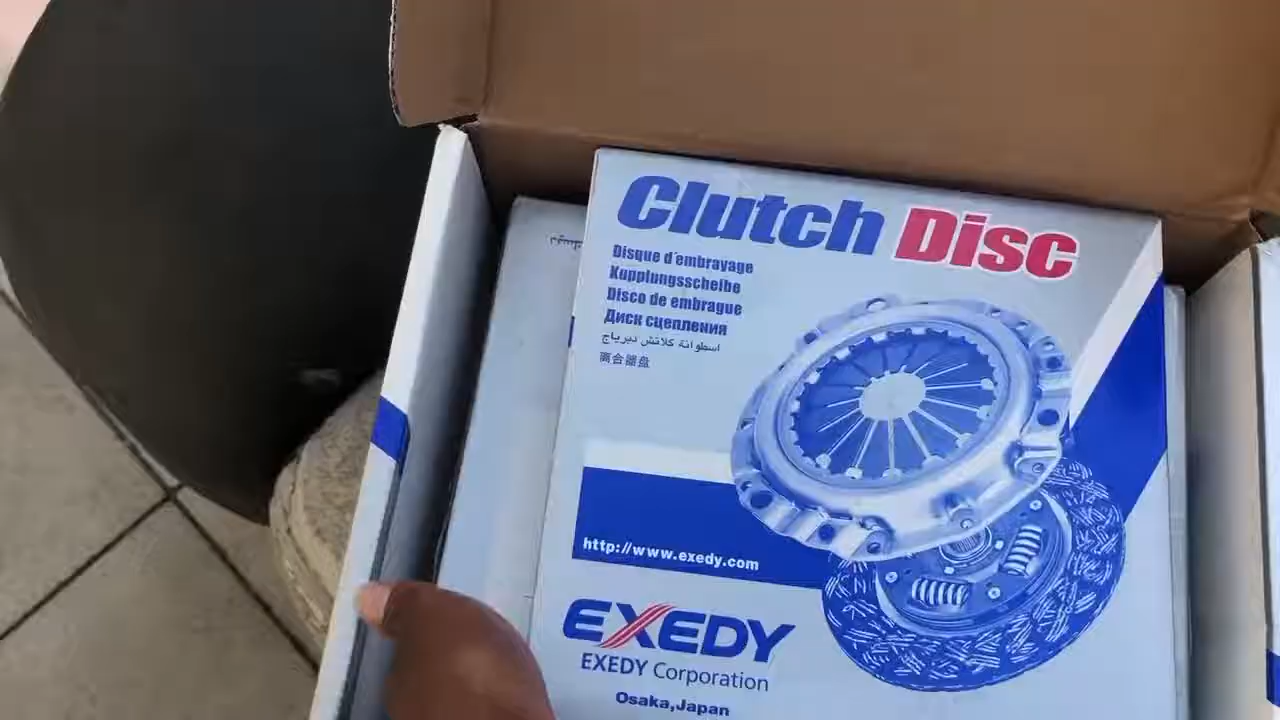 Clutch Disc
Disque d'embrayage
Kupplungsscheibe
Disco de embrague
Диск сцепления
اسطوانة كلاتش دبرياج
离合器盘
http://www.exedy.com
EXEDY
EXEDY Corporation
Osaka,Japan